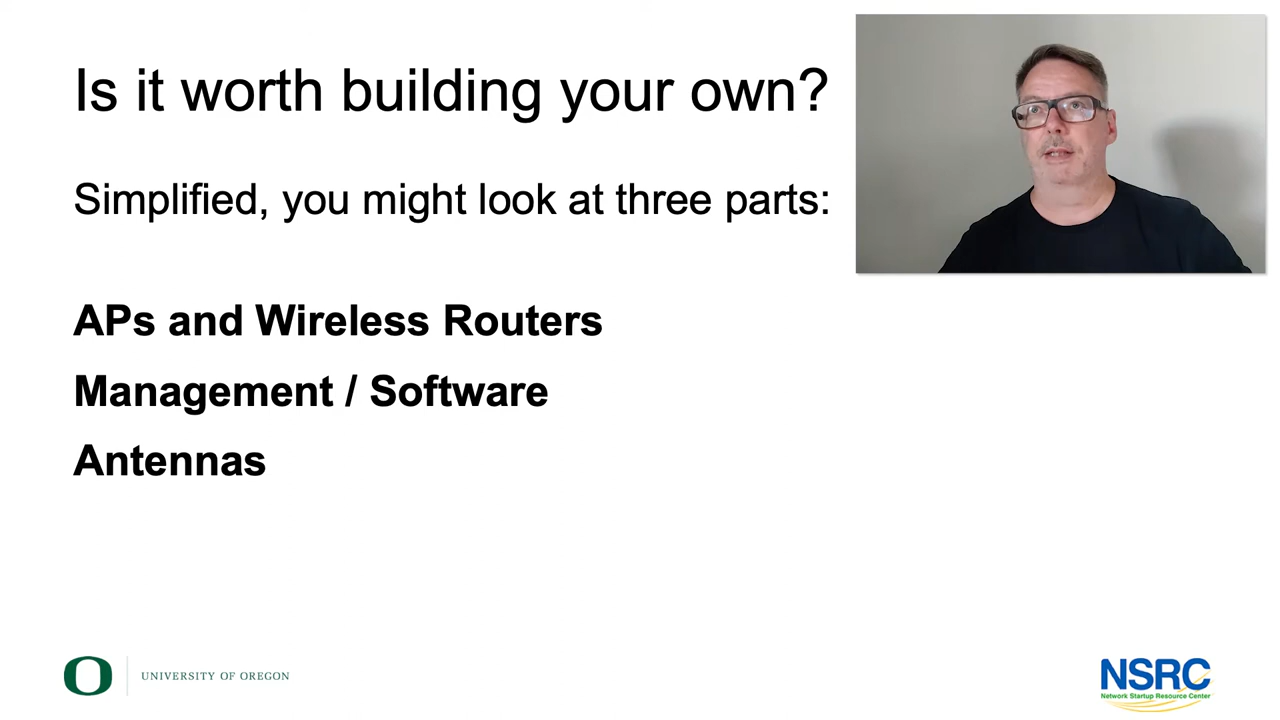 Is it worth building your own?
Simplified, you might look at three parts:
APs and Wireless Routers
Management / Software
Antennas
UNIVERSITY OF OREGON
NSRC
Network Startup Resource Center